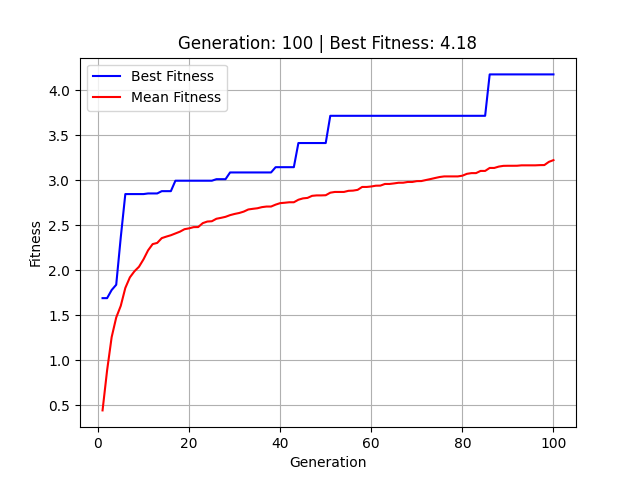 Generation: 100 | Best Fitness: 4.18
Best Fitness
Mean Fitness
4.0
3.5
3.0
2.5
2.0
1.5
1.0
0.5
Fitness
0 20 40 60 80 100
Generation